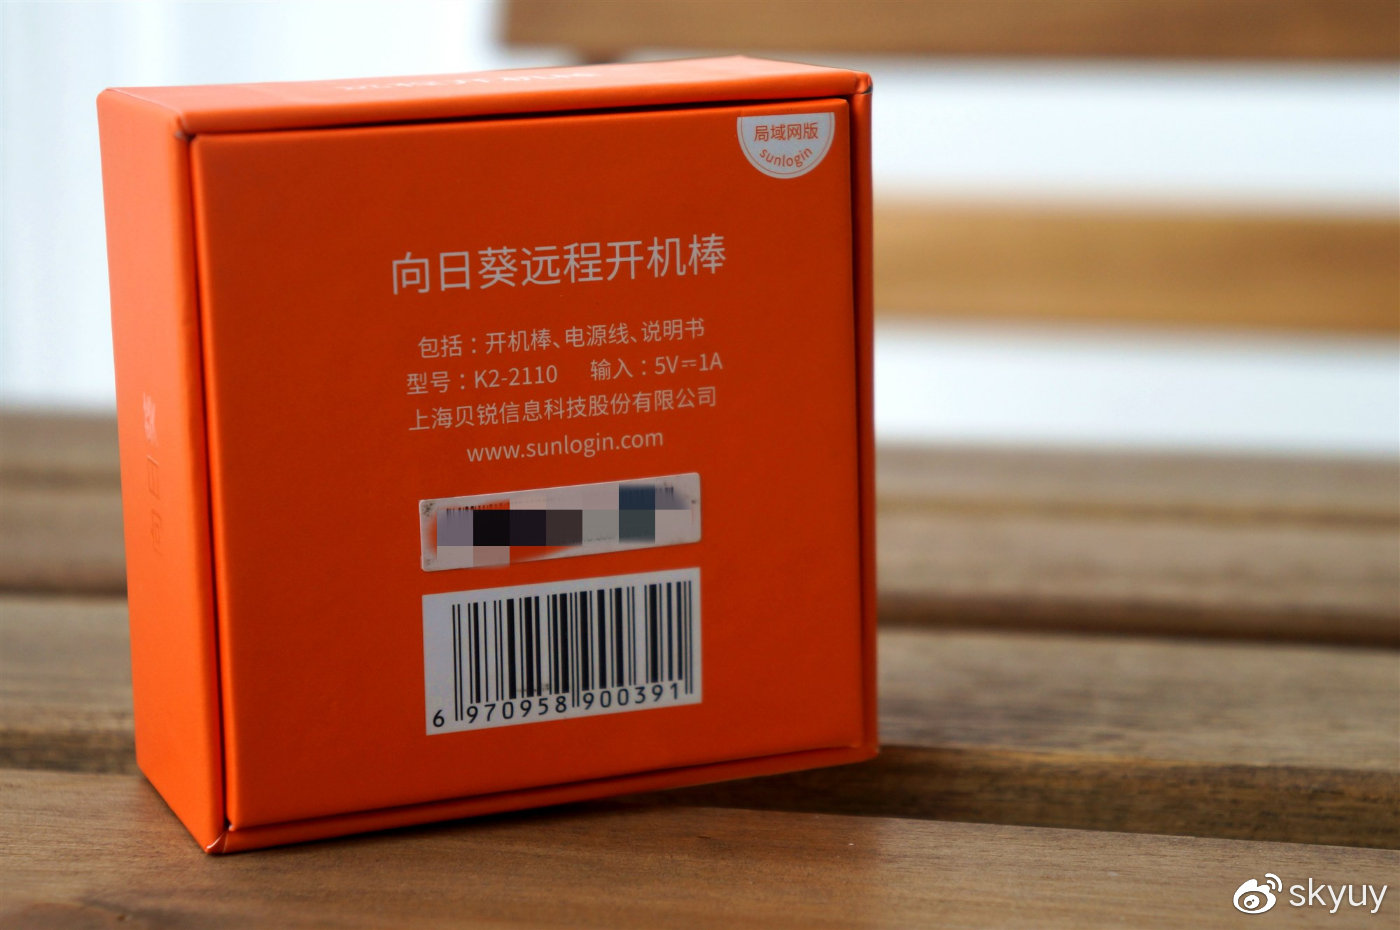 局域网版
sunlogin
向日葵远程开机棒
包括：开机棒、电源线、说明书
型号：K2-2110 输入：5V⎓1A
上海贝锐信息科技股份有限公司
www.sunlogin.com
6 970958 900391
skyuy